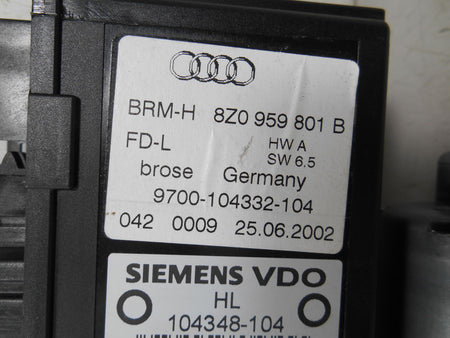 BRM-H 8Z0 959 801 B
FD-L HW A
SW 6.5
brose Germany
9700-104332-104
042 0009 25.06.2002
SIEMENS VDO
HL
104348-104